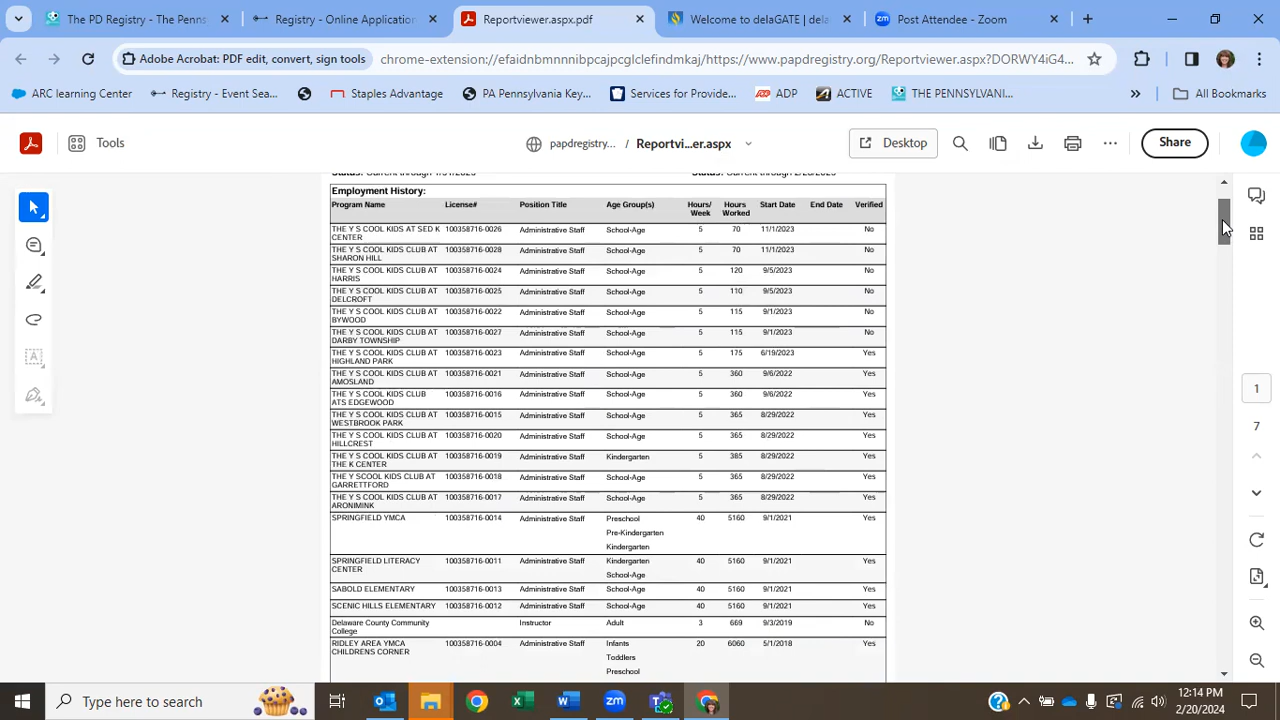 Registry -
Registry - The Pennsylvania
Reportviewer.aspx.pdf
Welcome to delaGATE | dela
Post Attendee - Zoom
Adobe Acrobat: PDF edit, convert, sign tools
chrome-extension://efaidnbmnnnibpcajpcglclefindmkaj/https://www.papdregistry.org/Reportviewer.aspx?DORWY5iG4...
ARC learning Center
Registry - Event Sea...
Employment Advantage
PA Pennsylvania Key...
Services for Provide...
ADP
ACTIVE
THE PENNSYLVANI...
All Bookmarks
Tools
papdregistry... / Reportvi...er.aspx
Desktop
Share
Employment History:
Program Name License# Position Title Age Group(s) Hours/ Week Hours Worked Start Date End Date Verified
THE Y S COOL KIDS AT SED K 100358716-0026 Administrative Staff School-Age 5 70 11/1/2023 No
CENTER
THE Y S COOL KIDS CLUB AT 100358716-0028 Administrative Staff School-Age 5 70 11/1/2023 No
SHARON HILL
THE Y S COOL KIDS CLUB AT 100358716-0024 Administrative Staff School-Age 5 120 9/5/2023 No
HARRIS
THE Y S COOL KIDS CLUB AT 100358716-0025 Administrative Staff School-Age 5 110 9/5/2023 No
DELCROFT
THE Y S COOL KIDS CLUB AT 100358716-0022 Administrative Staff School-Age 5 115 9/1/2023 No
BYWOOD
THE Y S COOL KIDS CLUB AT 100358716-0027 Administrative Staff School-Age 5 115 9/1/2023 No
DARBY TOWNSHIP
THE Y S COOL KIDS CLUB AT 100358716-0023 Administrative Staff School-Age 5 175 6/19/2023 Yes
HIGHLAND PARK
THE Y S COOL KIDS CLUB AT 100358716-0021 Administrative Staff School-Age 5 360 9/6/2022 Yes
AMOSLAND
THE Y S COOL KIDS CLUB 100358716-0016 Administrative Staff School-Age 5 360 9/6/2022 Yes
ATS EDGEWOOD
THE Y S COOL KIDS CLUB AT 100358716-0015 Administrative Staff School-Age 5 365 8/29/2022 Yes
WESTBROOK PARK
THE Y S COOL KIDS CLUB AT 100358716-0020 Administrative Staff School-Age 5 365 8/29/2022 Yes
HILLCREST
THE Y S COOL KIDS CLUB AT 100358716-0019 Administrative Staff Kindergarten 5 385 8/29/2022 Yes
THE K CENTER
THE Y SCOOL KIDS CLUB AT 100358716-0018 Administrative Staff School-Age 5 365 8/29/2022 Yes
GARRETTFORD
THE Y S COOL KIDS CLUB AT 100358716-0017 Administrative Staff School-Age 5 365 8/29/2022 Yes
ARONIMINK
SPRINGFIELD YMCA 100358716-0014 Administrative Staff Preschool 40 5160 9/1/2021 Yes
Pre-Kindergarten
Kindergarten
SPRINGFIELD LITERACY 100358716-0011 Administrative Staff Kindergarten 40 5160 9/1/2021 Yes
CENTER School-Age
SABOLD ELEMENTARY 100358716-0013 Administrative Staff School-Age 40 5160 9/1/2021 Yes
SCENIC HILLS ELEMENTARY 100358716-0012 Administrative Staff School-Age 40 5160 9/1/2021 Yes
Delaware County Community Instructor Adult 3 669 9/3/2019 No
College
RIDLEY AREA YMCA 100358716-0004 Administrative Staff Infants 20 6060 5/1/2018 Yes
CHILDRENS CORNER Toddlers
Preschool
1
7
Type here to search
12:14 PM
2/20/2024